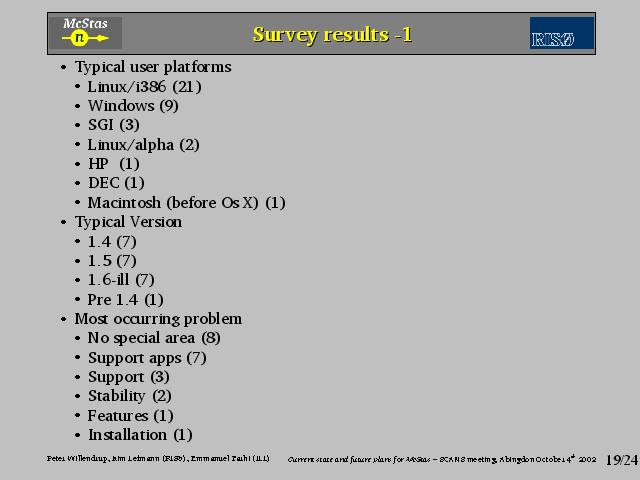 McStas
n
Survey results -1
RISØ
• Typical user platforms
• Linux/i386 (21)
• Windows (9)
• SGI (3)
• Linux/alpha (2)
• HP (1)
• DEC (1)
• Macintosh (before Os X) (1)
• Typical Version
• 1.4 (7)
• 1.5 (7)
• 1.6-ill (7)
• Pre 1.4 (1)
• Most occurring problem
• No special area (8)
• Support apps (7)
• Support (3)
• Stability (2)
• Features (1)
• Installation (1)
Peter Willendrup, Kim Lefmann (RISØ), Emmanuel Farhi (ILL) Current state and future plans for McStas – SCANS meeting, Abingdon October 4th 2002 19/24